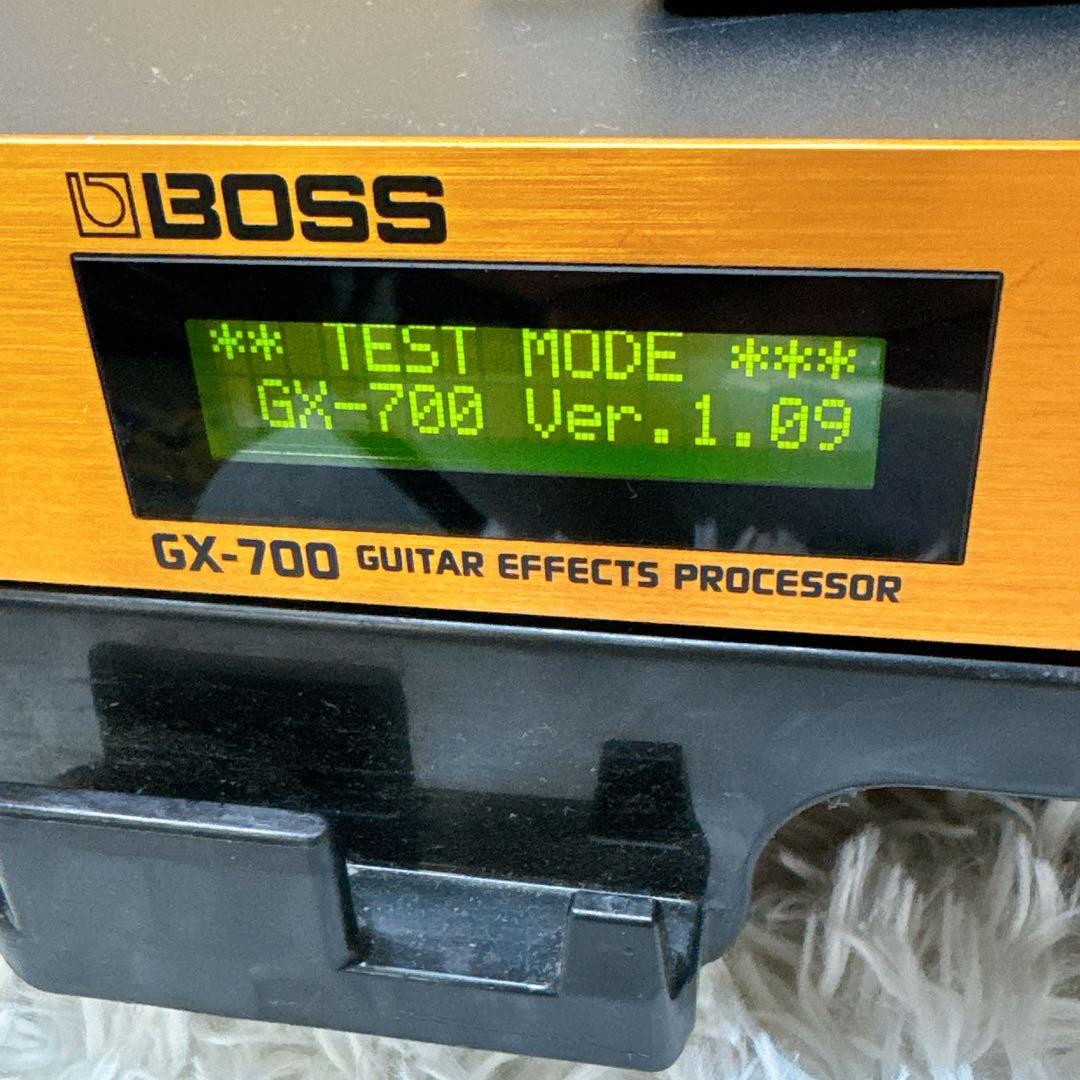 BOSS
** TEST MODE ***
GX-700 Ver.1.09
GX-700 GUITAR EFFECTS PROCESSOR